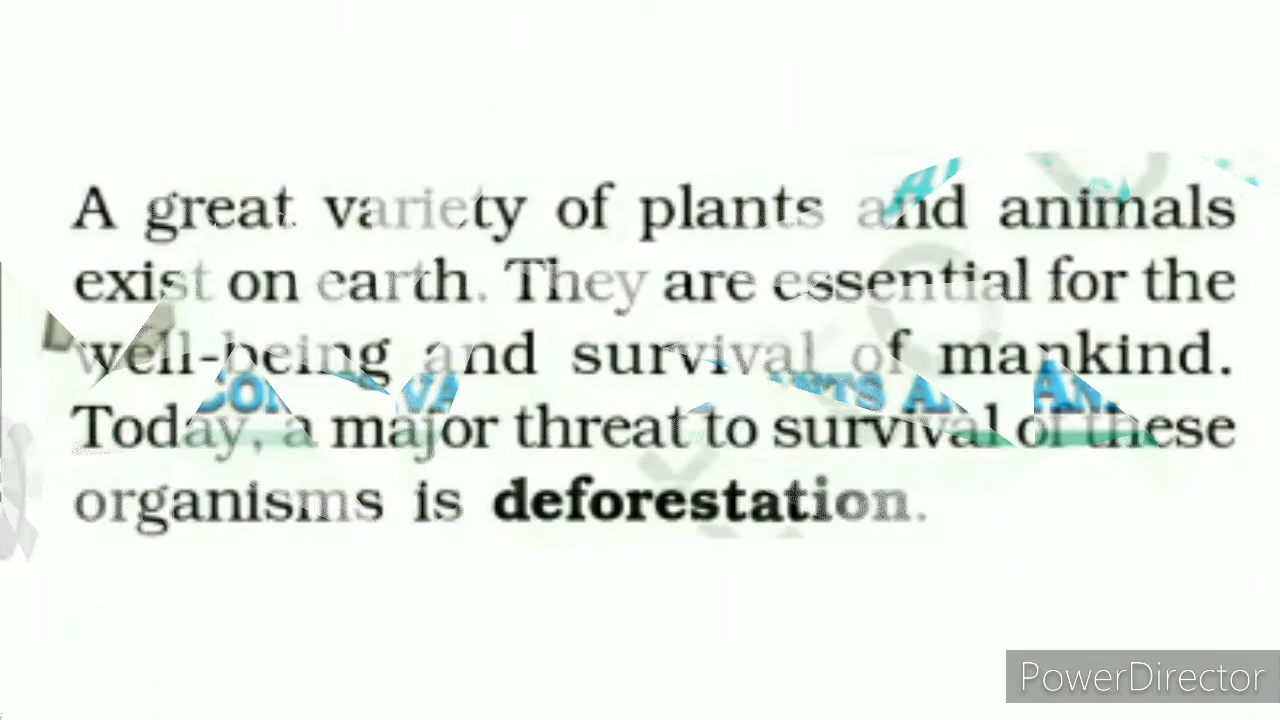 A great variety of plants and animals
exist on earth. They are essential for the
well-being and survival of mankind.
Today, a major threat to survival of these
organisms is deforestation.
PowerDirector